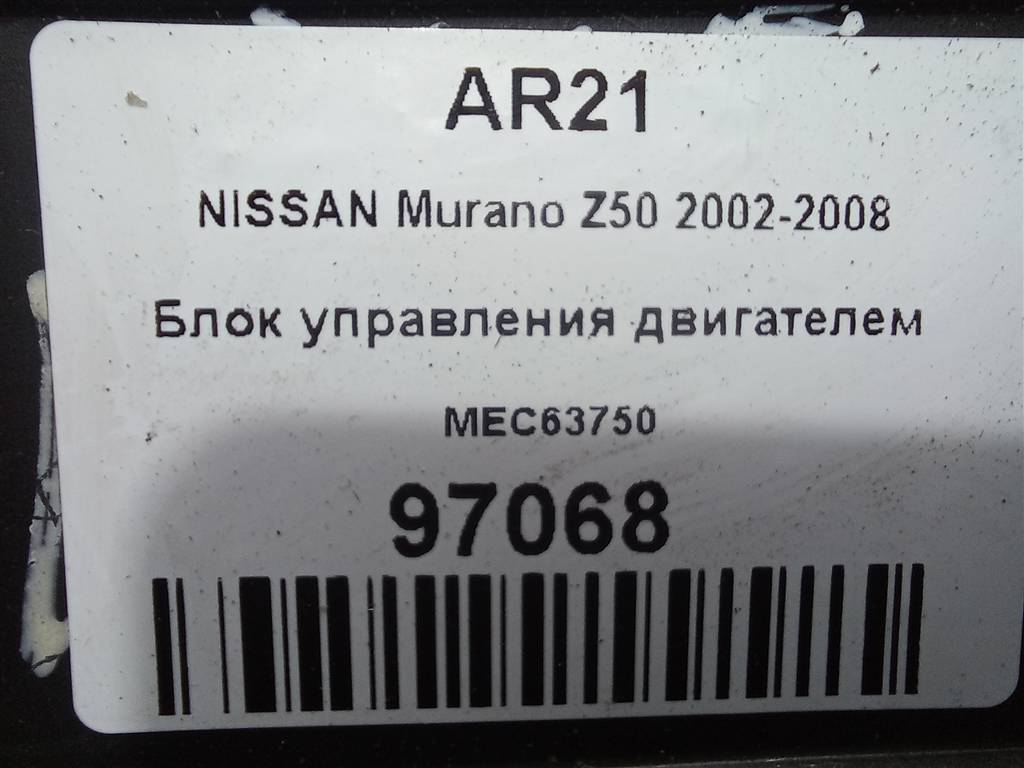 AR21
NISSAN Murano Z50 2002-2008
Блок управления двигателем
MEC63750
97068